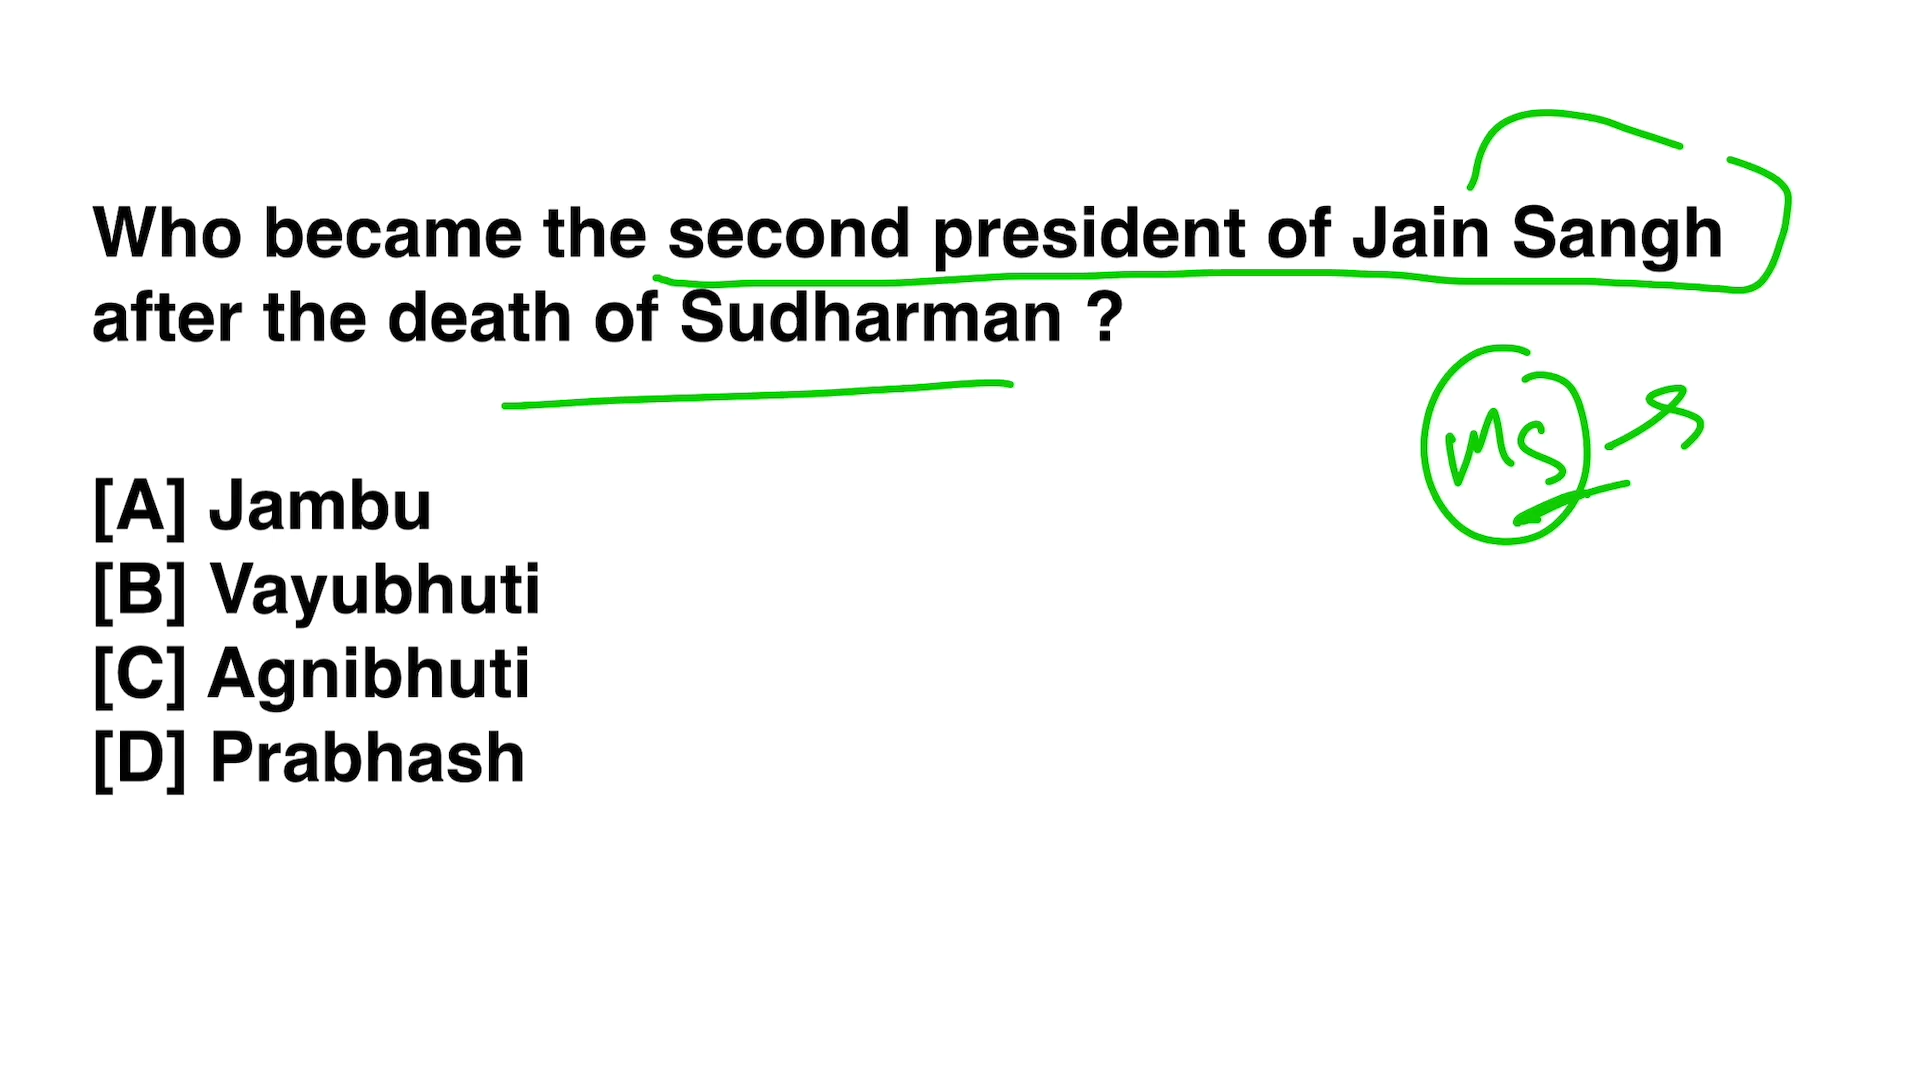 Who became the second president of Jain Sangh
after the death of Sudharman ?
MS
[A] Jambu
[B] Vayubhuti
[C] Agnibhuti
[D] Prabhash